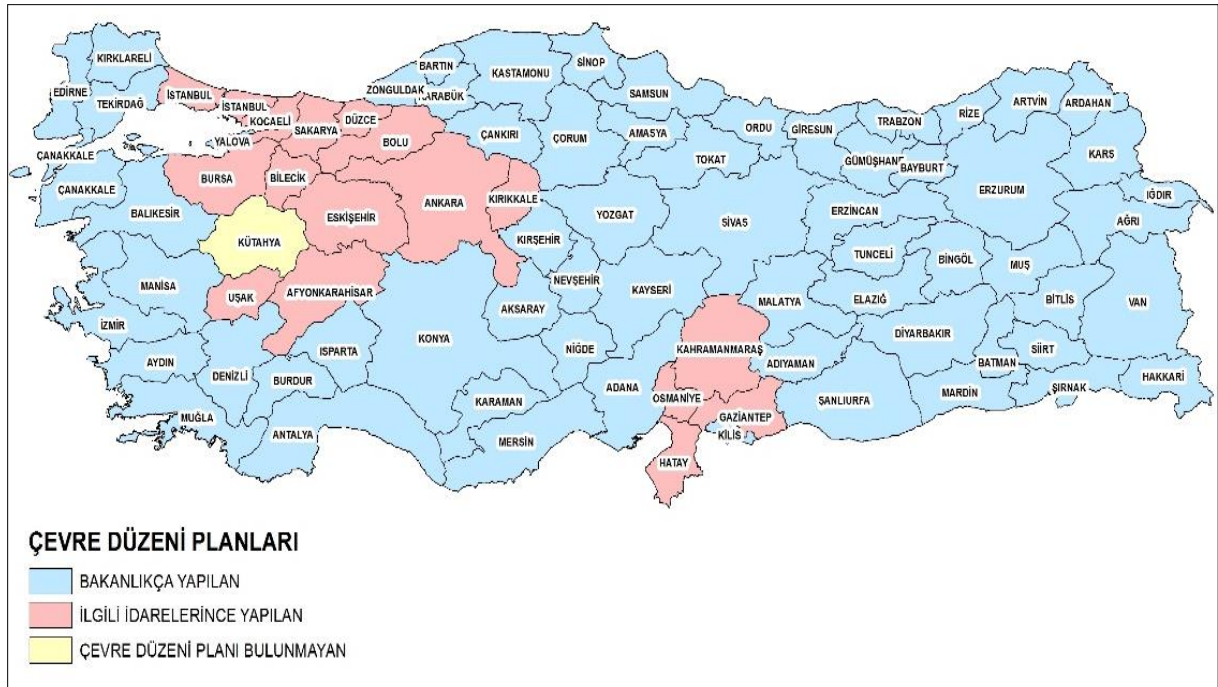 KIRKLARELİ
EDİRNE
TEKİRDAĞ
İSTANBUL
İSTANBUL
KOCAELİ
YALOVA
SAKARYA
DÜZCE
BOLU
ZONGULDAK
BARTIN
KARABÜK
KASTAMONU
SİNOP
SAMSUN
ÇANKIRI
ÇORUM
AMASYA
TOKAT
ORDU
GİRESUN
TRABZON
RİZE
ARTVİN
ARDAHAN
KARS
GÜMÜŞHANE
BAYBURT
ERZURUM
IĞDIR
AĞRI
ÇANAKKALE
ÇANAKKALE
BALIKESİR
BURSA
BİLECİK
ESKİŞEHİR
ANKARA
KIRIKKALE
KÜTAHYA
YOZGAT
SİVAS
ERZİNCAN
TUNCELİ
BİNGÖL
MUŞ
BİTLİS
VAN
KIRŞEHİR
NEVŞEHİR
KAYSERİ
MALATYA
ELAZIĞ
DİYARBAKIR
MANİSA
UŞAK
AFYONKARAHİSAR
AKSARAY
İZMİR
AYDIN
DENİZLİ
ISPARTA
BURDUR
KONYA
NİĞDE
KAHRAMANMARAŞ
ADIYAMAN
BATMAN
SİİRT
ŞIRNAK
HAKKARİ
MARDİN
ŞANLIURFA
MUĞLA
ANTALYA
KARAMAN
MERSİN
ADANA
OSMANİYE
GAZİANTEP
KİLİS
HATAY
ÇEVRE DÜZENİ PLANLARI
BAKANLIKÇA YAPILAN
İLGİLİ İDARELERİNCE YAPILAN
ÇEVRE DÜZENİ PLANI BULUNMAYAN